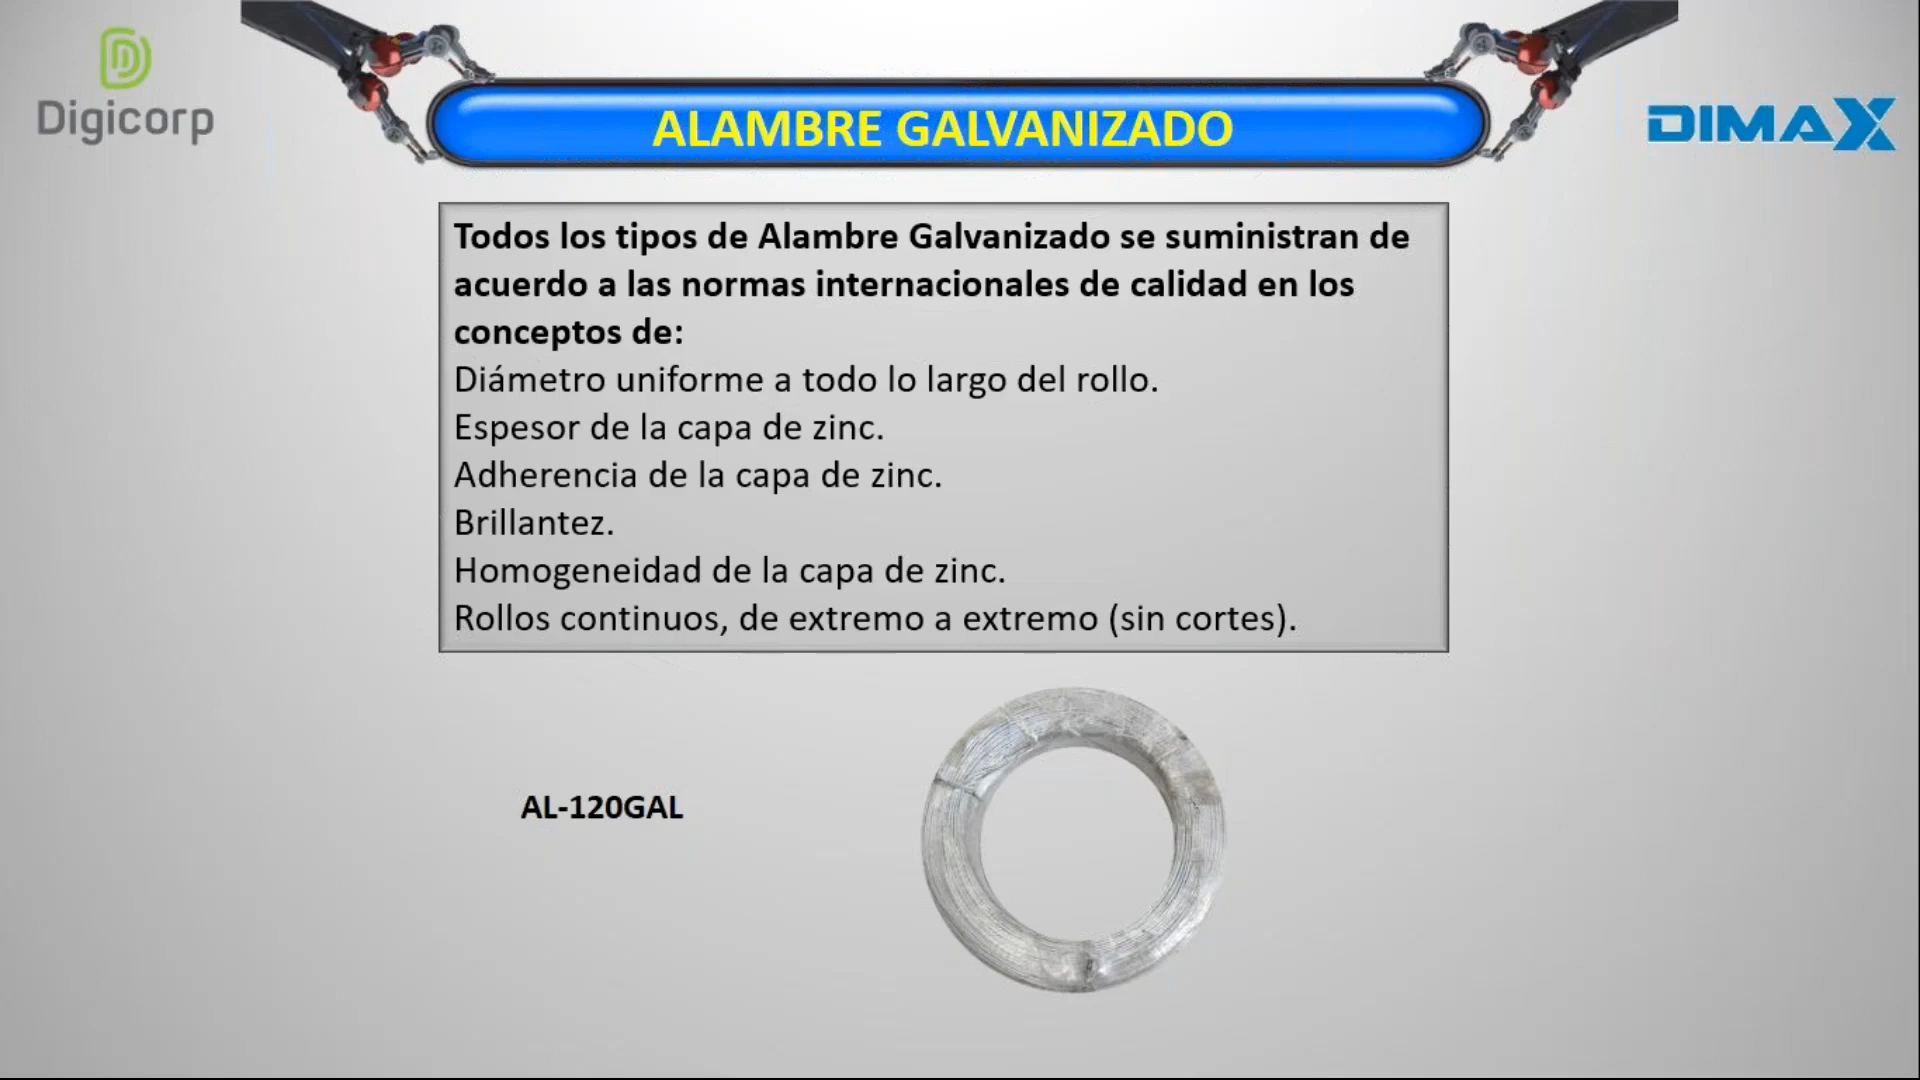 Digicorp
ALAMBRE GALVANIZADO
DIMAX
Todos los tipos de Alambre Galvanizado se suministran de
acuerdo a las normas internacionales de calidad en los
conceptos de:
Diámetro uniforme a todo lo largo del rollo.
Espesor de la capa de zinc.
Adherencia de la capa de zinc.
Brillantez.
Homogeneidad de la capa de zinc.
Rollos continuos, de extremo a extremo (sin cortes).
AL-120GAL